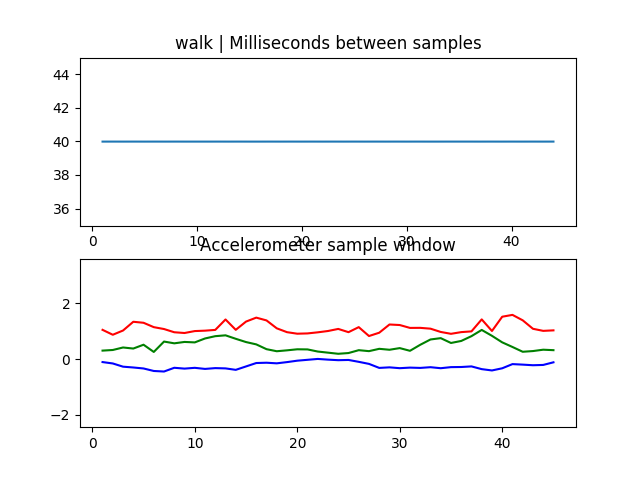 walk | Milliseconds between samples
44
42
40
38
36
0 10 20 30 40
Accelerometer sample window
2
0
−2
0 10 20 30 40